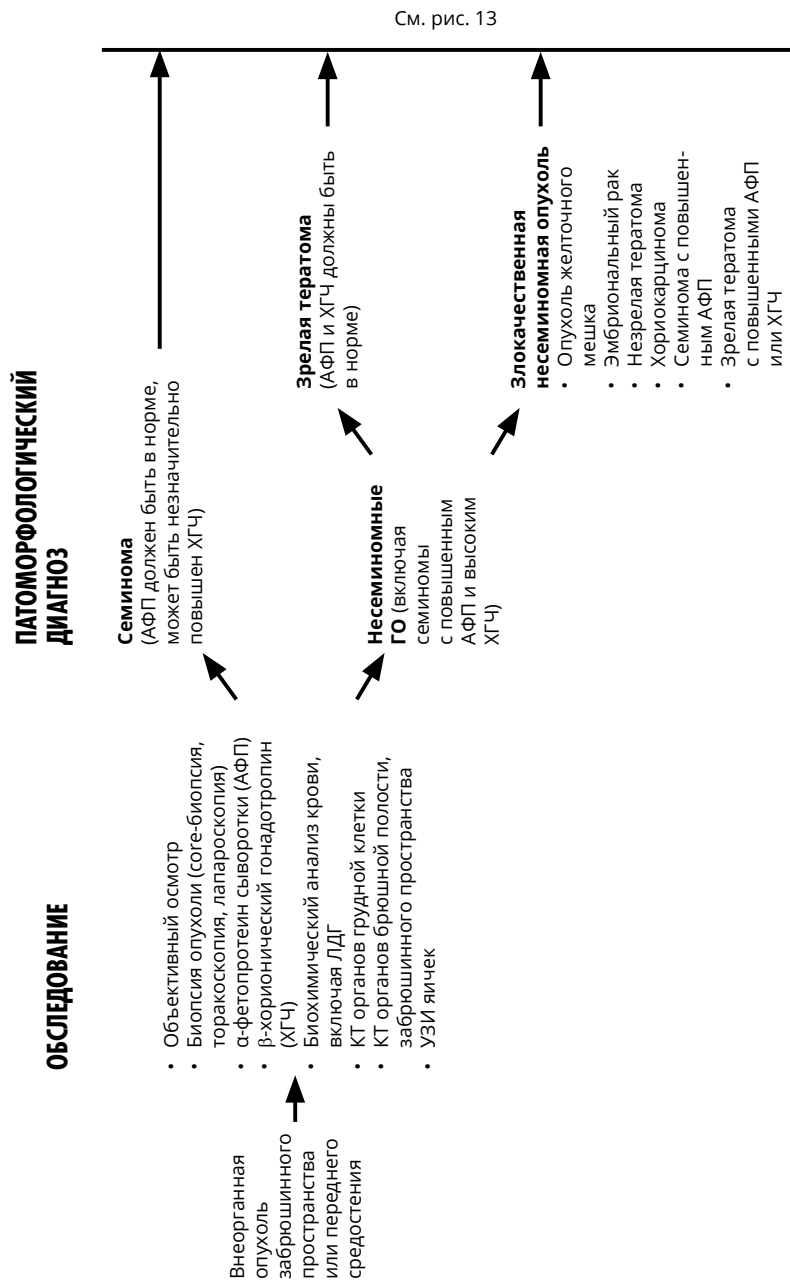 ОБСЛЕДОВАНИЕ
ПАТОМОРФОЛОГИЧЕСКИЙ
ДИАГНОЗ
Внеорганная
опухоль
забрюшинного
пространства
или переднего
средостения
• Объективный осмотр
• Биопсия опухоли (core-биопсия,
торакоскопия, лапароскопия)
• α-фетопротеин сыворотки (АФП)
• β-хорионический гонадотропин
(ХГЧ)
• Биохимический анализ крови,
включая ЛДГ
• КТ органов грудной клетки
• КТ органов брюшной полости,
забрюшинного пространства
• УЗИ яичек
Семинома
(АФП должен быть в норме,
может быть незначительно
повышен ХГЧ)
Несеминомные
ГО (включая
семиномы
с повышенным
АФП и высоким
ХГЧ)
Зрелая тератома
(АФП и ХГЧ должны быть
в норме)
Злокачественная
несеминомная опухоль
• Опухоль желточного
мешка
• Эмбриональный рак
• Незрелая тератома
• Хориокарцинома
• Семинома с повышен-
ным АФП
• Зрелая тератома
с повышенными АФП
или ХГЧ
См. рис. 13